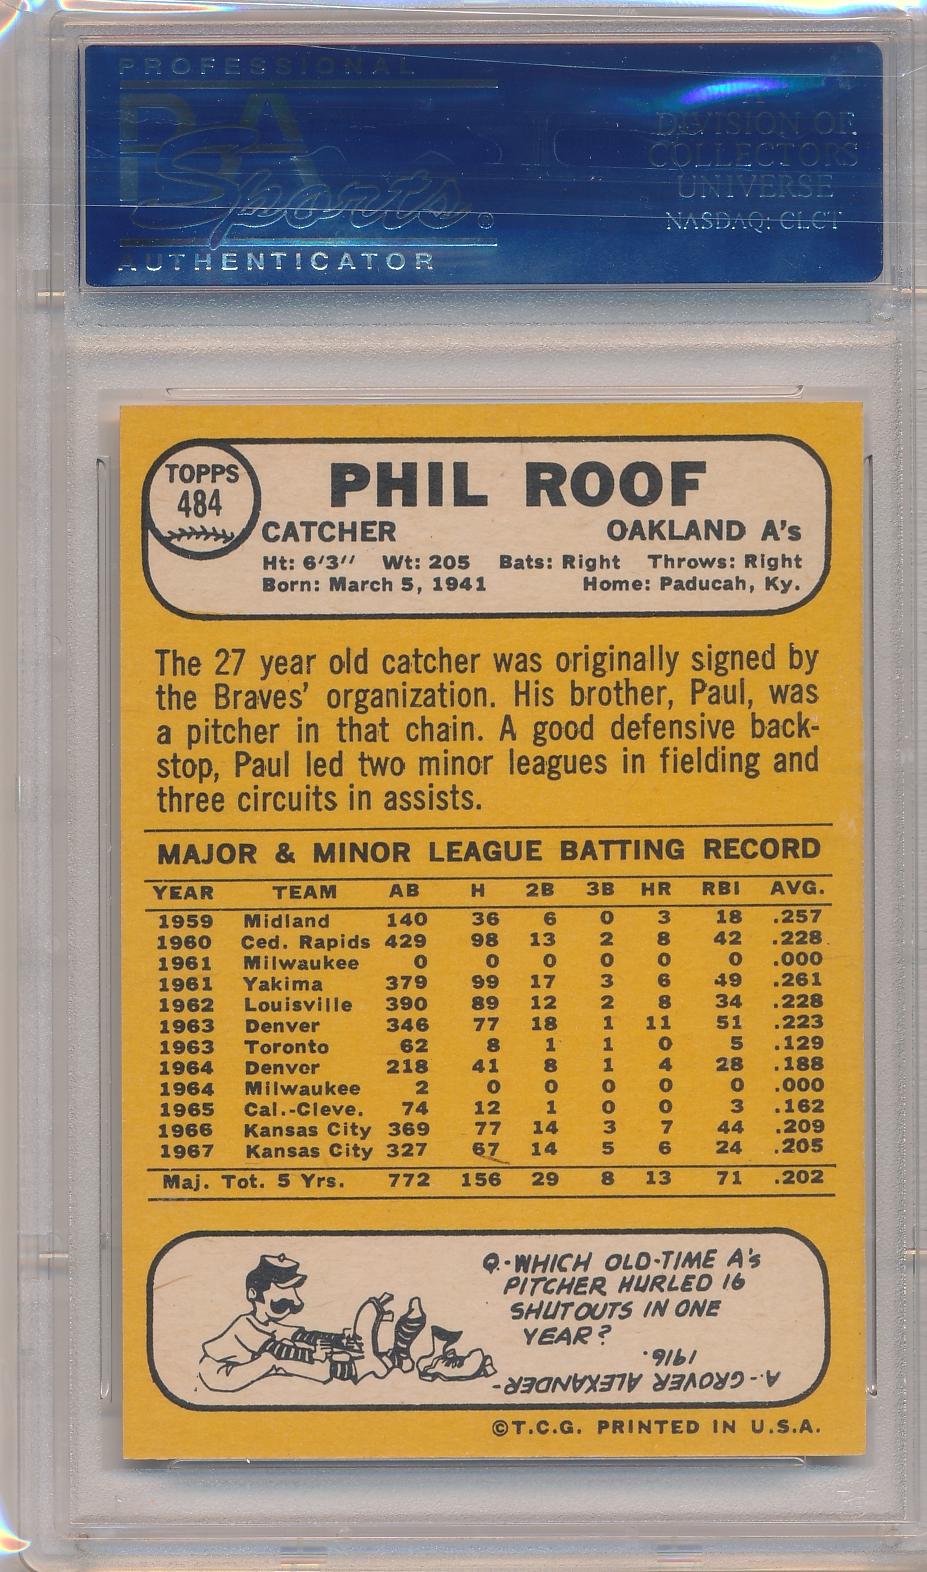 PROFESSIONAL
PSA
Sports®
AUTHENTICATOR
A
DIVISION OF
COLLECTORS
UNIVERSE
NASDAQ: CLCT
TOPPS
484
PHIL ROOF
CATCHER OAKLAND A's
Ht: 6'3" Wt: 205 Bats: Right Throws: Right
Born: March 5, 1941 Home: Paducah, Ky.
The 27 year old catcher was originally signed by
the Braves' organization. His brother, Paul, was
a pitcher in that chain. A good defensive back-
stop, Paul led two minor leagues in fielding and
three circuits in assists.
MAJOR & MINOR LEAGUE BATTING RECORD
YEAR TEAM AB H 2B 3B HR RBI AVG.
1959 Midland 140 36 6 0 3 18 .257
1960 Ced. Rapids 429 98 13 2 8 42 .228
1961 Milwaukee 0 0 0 0 0 0 .000
1961 Yakima 379 99 17 3 6 49 .261
1962 Louisville 390 89 12 2 8 34 .228
1963 Denver 346 77 18 1 11 51 .223
1963 Toronto 62 8 1 1 0 5 .129
1964 Denver 218 41 8 1 4 28 .188
1964 Milwaukee 2 0 0 0 0 0 .000
1965 Cal.-Cleve. 74 12 1 0 0 3 .162
1966 Kansas City 369 77 14 3 7 44 .209
1967 Kansas City 327 67 14 5 6 24 .205
Maj. Tot. 5 Yrs. 772 156 29 8 13 71 .202
Q.-WHICH OLD-TIME A's
PITCHER HURLED 16
SHUTOUTS IN ONE
YEAR?
A.-GROVER ALEXANDER-
1916.
©T.C.G. PRINTED IN U.S.A.